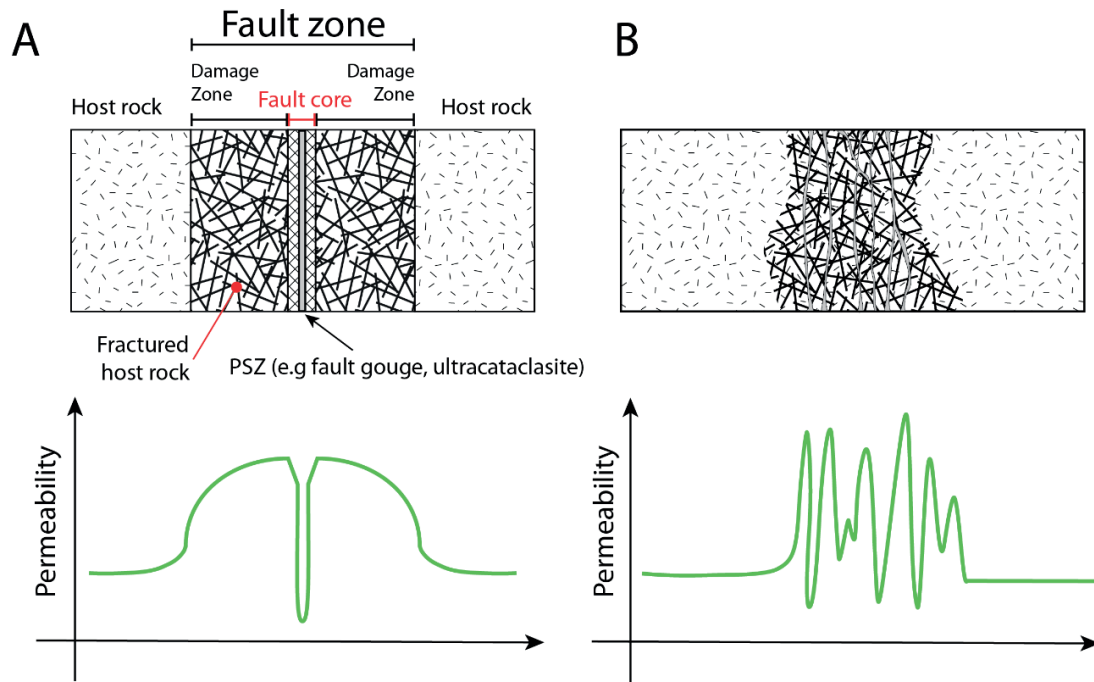 A
Fault zone
B
Damage
Zone
Damage
Zone
Fault core
Host rock
Host rock
Fractured
host rock
PSZ (e.g fault gouge, ultracataclasite)
Permeability
Permeability